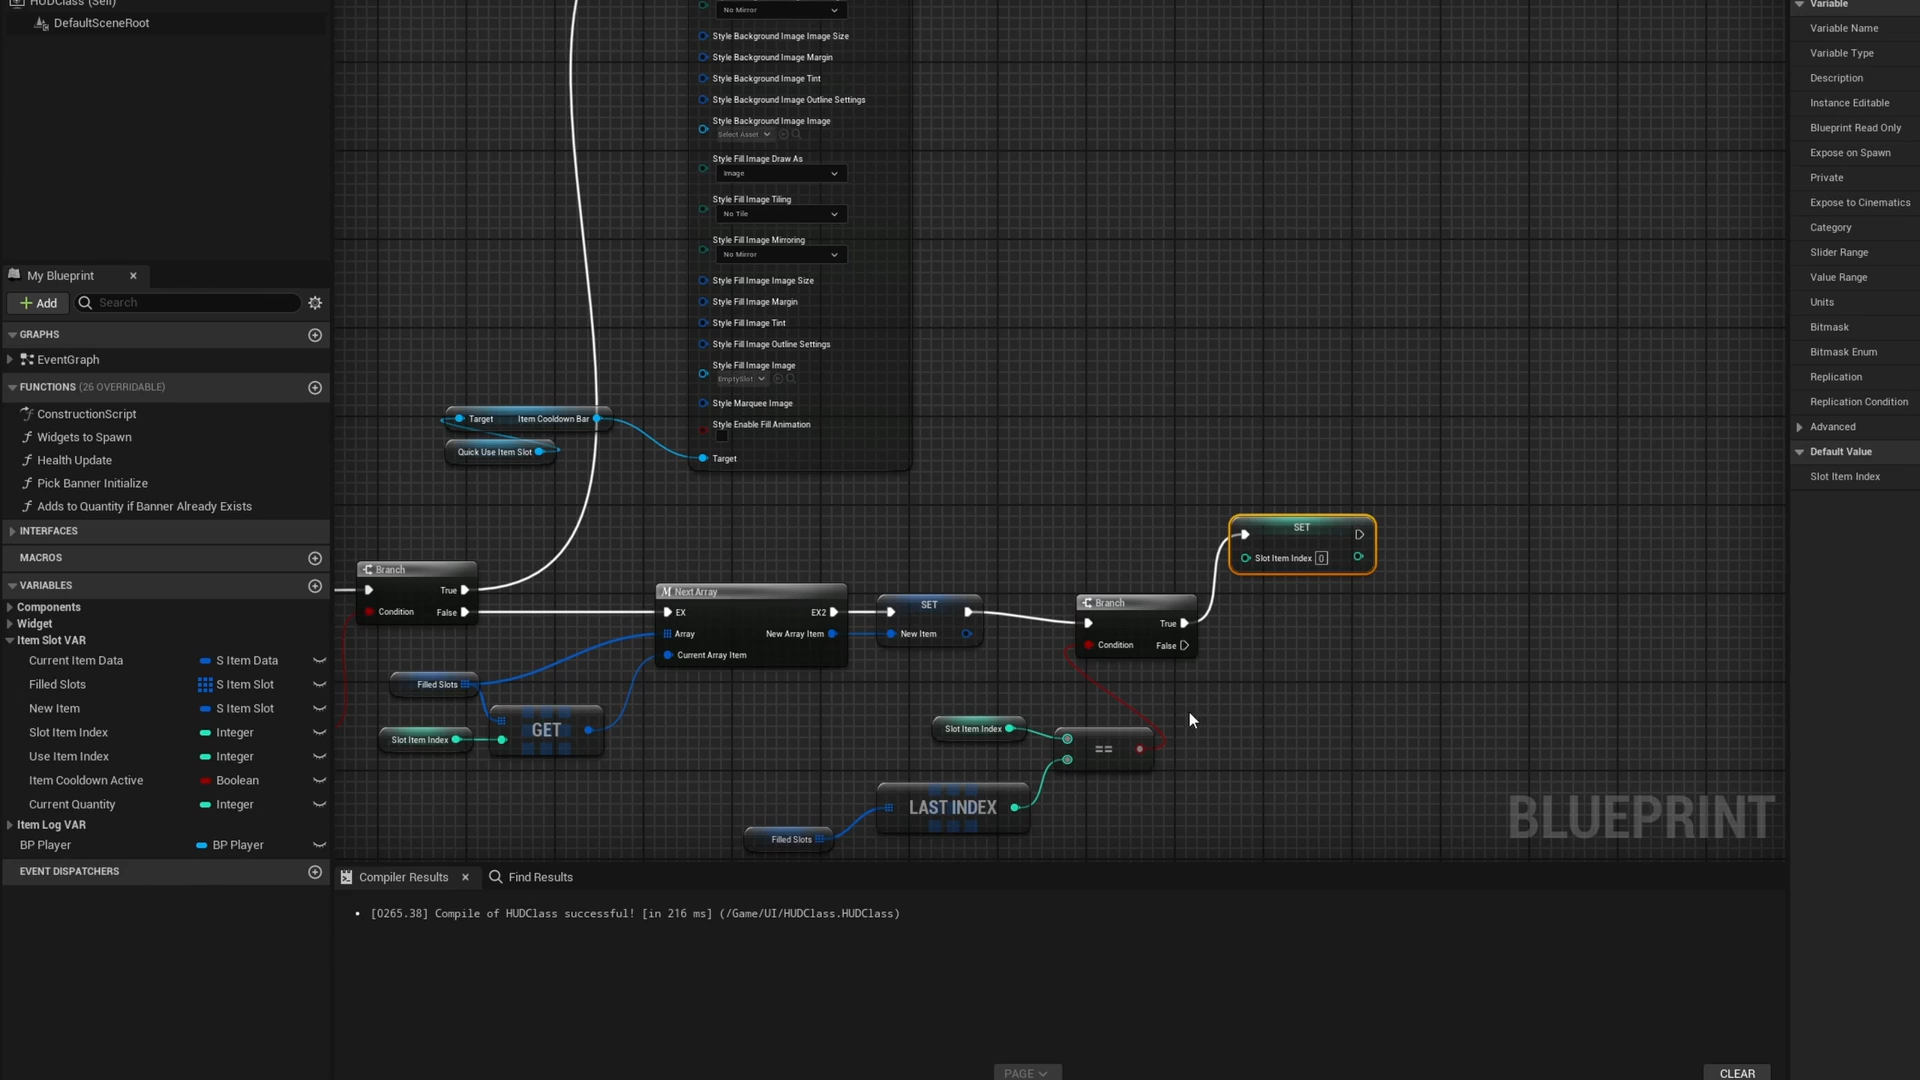 HUDClass (Self)
DefaultSceneRoot
My Blueprint
Add
Search
GRAPHS
EventGraph
FUNCTIONS (26 OVERRIDABLE)
ConstructionScript
Widgets to Spawn
Health Update
Pick Banner Initialize
Adds to Quantity if Banner Already Exists
INTERFACES
MACROS
VARIABLES
Components
Widget
Item Slot VAR
Current Item Data S Item Data
Filled Slots S Item Slot
New Item S Item Slot
Slot Item Index Integer
Use Item Index Integer
Item Cooldown Active Boolean
Current Quantity Integer
Item Log VAR
BP Player BP Player
EVENT DISPATCHERS
No Mirror
Style Background Image Image Size
Style Background Image Margin
Style Background Image Tint
Style Background Image Outline Settings
Style Background Image Image
Select Asset
Style Fill Image Draw As
Image
Style Fill Image Tiling
No Tile
Style Fill Image Mirroring
No Mirror
Style Fill Image Image Size
Style Fill Image Margin
Style Fill Image Tint
Style Fill Image Outline Settings
Style Fill Image Image
EmptySlot
Style Marquee Image
Style Enable Fill Animation
Target
Target Item Cooldown Bar
Quick Use Item Slot
Branch
True
Condition False
Next Array
EX EX2
Array New Array Item
Current Array Item
SET
New Item
Branch
True
Condition False
SET
Slot Item Index 0
Filled Slots
Slot Item Index
GET
Slot Item Index
==
LAST INDEX
Filled Slots
BLUEPRINT
Compiler Results
Find Results
[0265.38] Compile of HUDClass successful! [in 216 ms] (/Game/UI/HUDClass.HUDClass)
PAGE
CLEAR
Variable
Variable Name
Variable Type
Description
Instance Editable
Blueprint Read Only
Expose on Spawn
Private
Expose to Cinematics
Category
Slider Range
Value Range
Units
Bitmask
Bitmask Enum
Replication
Replication Condition
Advanced
Default Value
Slot Item Index